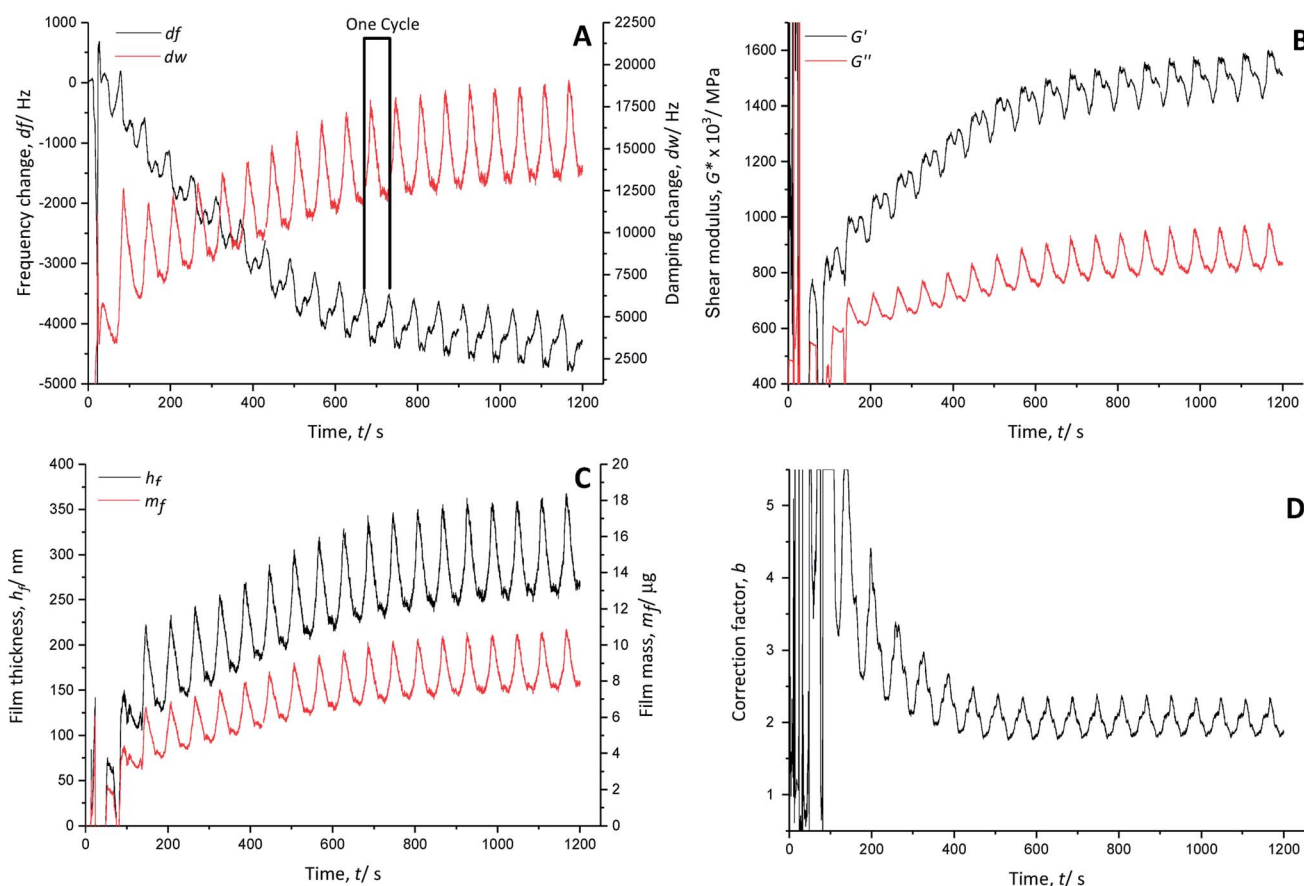 One Cycle
A
df
dw
1000
0
-1000
-2000
-3000
-4000
-5000
Frequency change, df/ Hz
22500
20000
17500
15000
12500
10000
7500
5000
2500
Damping change, dw/ Hz
0 200 400 600 800 1000 1200
Time, t/ s
B
G'
G''
1600
1400
1200
1000
800
600
400
Shear modulus, G* x 10³/ MPa
0 200 400 600 800 1000 1200
Time, t/ s
C
hf
mf
400
350
300
250
200
150
100
50
0
Film thickness, hf/ nm
20
18
16
14
12
10
8
6
4
2
0
Film mass, mf/ µg
0 200 400 600 800 1000 1200
Time, t/ s
D
5
4
3
2
1
Correction factor, b
0 200 400 600 800 1000 1200
Time, t/ s